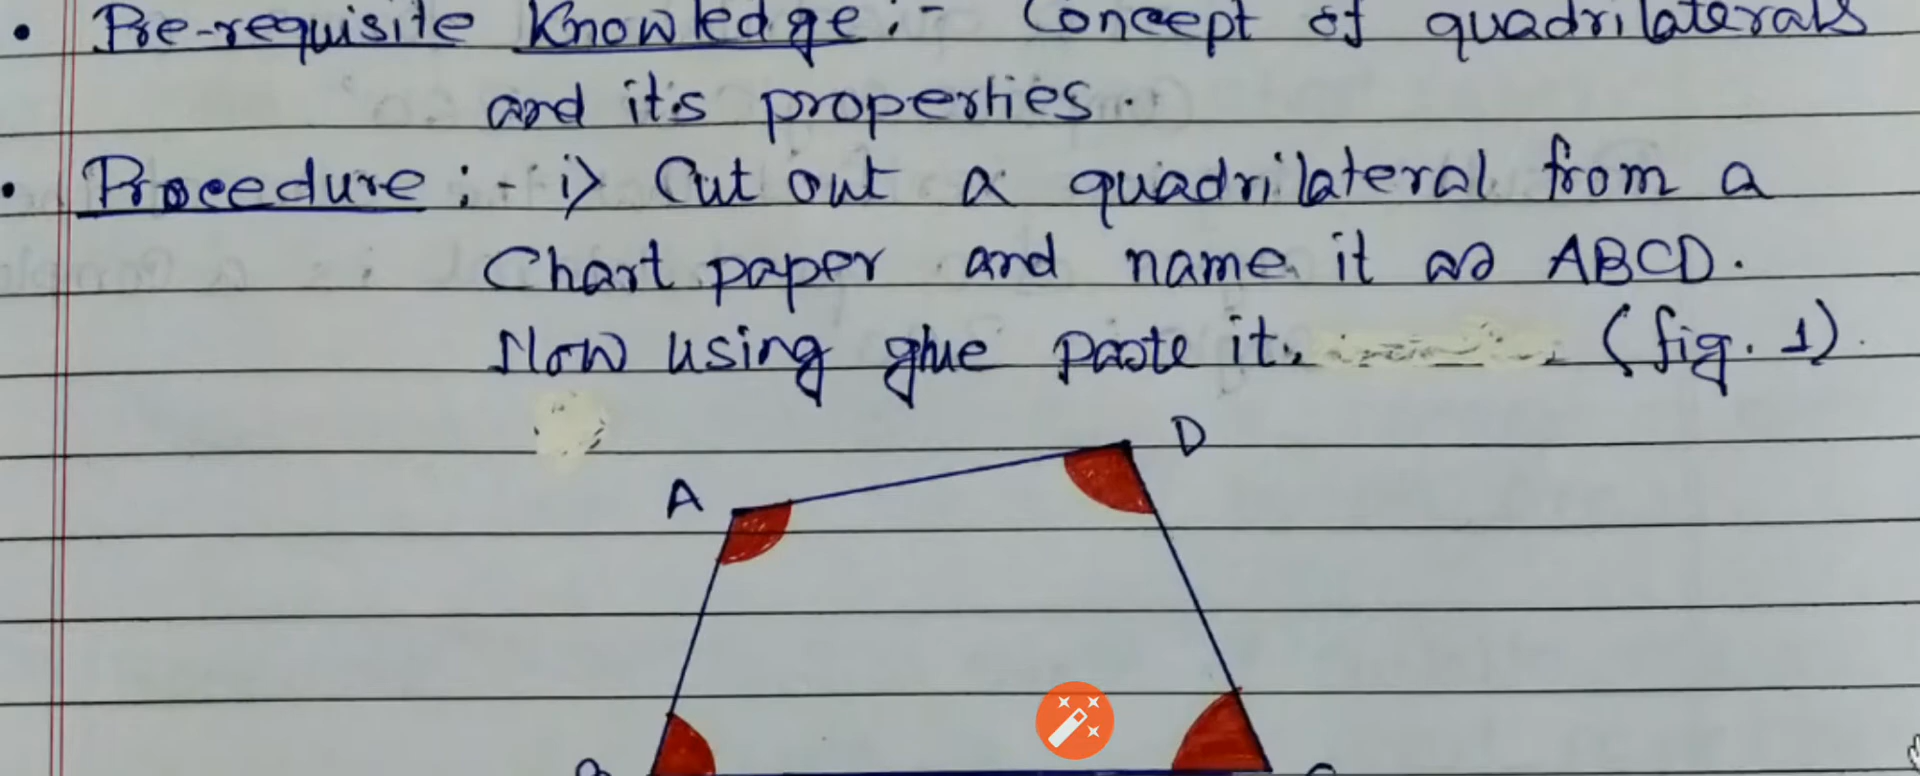 • Pre-requisite Knowledge :- Concept of quadrilaterals
and it's properties.
• Procedure :- i) Cut out a quadrilateral from a
Chart paper and name it as ABCD.
Now using glue paste it. (fig. 1).
D
A